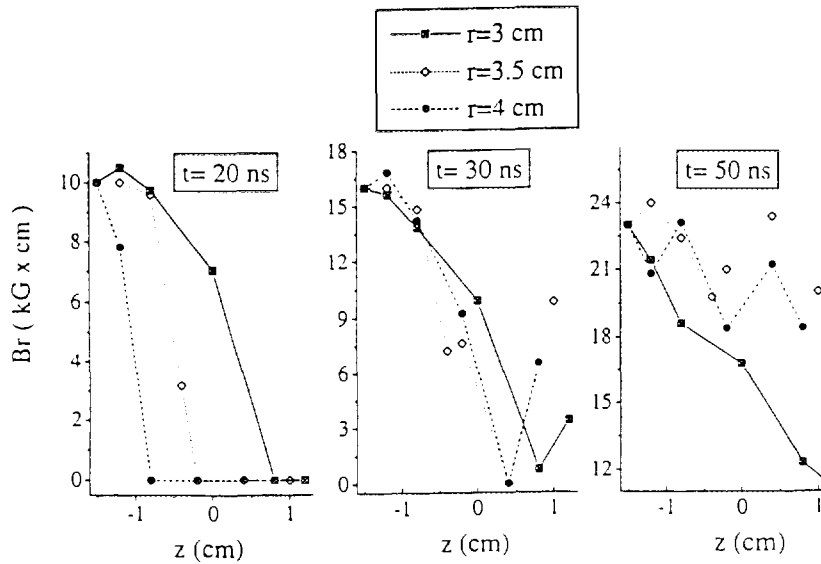 r=3 cm
r=3.5 cm
r=4 cm
t= 20 ns
t= 30 ns
t= 50 ns
Br ( kG x cm )
10
8
6
4
2
0
18
15
12
9
6
3
0
24
21
18
15
12
-1 0 1
-1 0 1
-1 0 1
z (cm)
z (cm)
z (cm)